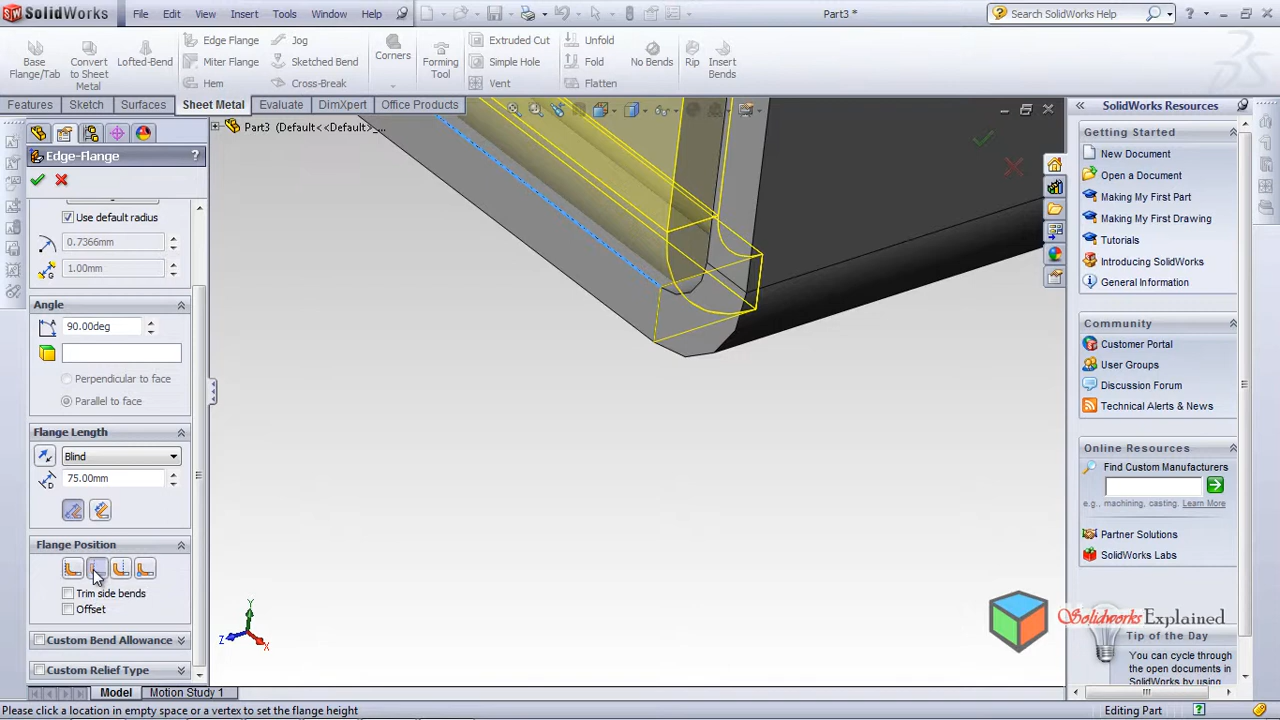 SolidWorks File Edit View Insert Tools Window Help Part3 * Search SolidWorks Help
Base Flange/Tab Convert to Sheet Metal Lofted-Bend Edge Flange Miter Flange Hem Jog Sketched Bend Cross-Break Corners Forming Tool Extruded Cut Simple Hole Vent Unfold Fold Flatten No Bends Rip Insert Bends
Features Sketch Surfaces Sheet Metal Evaluate DimXpert Office Products
Part3 (Default<<Default>_...
Edge-Flange ?
Use default radius
0.7366mm
1.00mm
Angle
90.00deg
Perpendicular to face
Parallel to face
Flange Length
Blind
75.00mm
Flange Position
Trim side bends
Offset
Custom Bend Allowance
Custom Relief Type
Y
Z
X
SolidWorks Resources
Getting Started
New Document
Open a Document
Making My First Part
Making My First Drawing
Tutorials
Introducing SolidWorks
General Information
Community
Customer Portal
User Groups
Discussion Forum
Technical Alerts & News
Online Resources
Find Custom Manufacturers
e.g., machining, casting. Learn More
Partner Solutions
SolidWorks Labs
Solidworks Explained
Tip of the Day
You can cycle through
the open documents in
SolidWorks by using
Model Motion Study 1
Please click a location in empty space or a vertex to set the flange height Editing Part